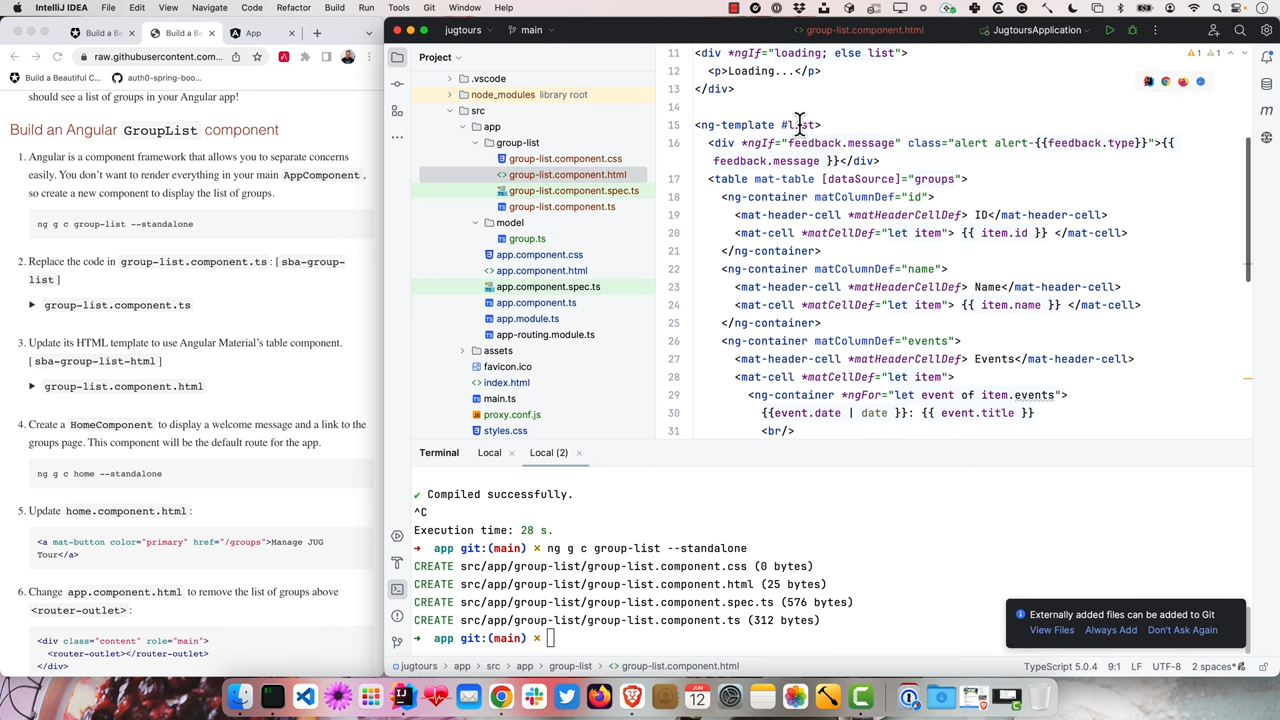 IntelliJ IDEA File Edit View Navigate Code Refactor Build Run Tools Git Window Help
Build a B
Build a B
App
raw.githubusercontent.com...
Build a Beautiful C...
auth0-spring-boo...
should see a list of groups in your Angular app!
Build an Angular GroupList component
1. Angular is a component framework that allows you to separate concerns
easily. You don't want to render everything in your main AppComponent,
so create a new component to display the list of groups.
ng g c group-list --standalone
2. Replace the code in group-list.component.ts: [sba-group-
list]
group-list.component.ts
3. Update its HTML template to use Angular Material's table component.
[sba-group-list-html]
group-list.component.html
4. Create a HomeComponent to display a welcome message and a link to the
groups page. This component will be the default route for the app.
ng g c home --standalone
5. Update home.component.html:
<a mat-button color="primary" href="/groups">Manage JUG
Tour</a>
6. Change app.component.html to remove the list of groups above
<router-outlet>:
<div class="content" role="main">
<router-outlet></router-outlet>
</div>
jugtours
main
group-list.component.html
JugtoursApplication
Project
.vscode
node_modules library root
src
app
group-list
group-list.component.css
group-list.component.html
group-list.component.spec.ts
group-list.component.ts
model
group.ts
app.component.css
app.component.html
app.component.spec.ts
app.component.ts
app.module.ts
app-routing.module.ts
assets
favicon.ico
index.html
main.ts
proxy.conf.js
styles.css
1 1
11 <div *ngIf="loading; else list">
12 <p>Loading...</p>
13 </div>
14
15 <ng-template #list>
16 <div *ngIf="feedback.message" class="alert alert-{{feedback.type}}">{{
feedback.message }}</div>
17 <table mat-table [dataSource]="groups">
18 <ng-container matColumnDef="id">
19 <mat-header-cell *matHeaderCellDef> ID</mat-header-cell>
20 <mat-cell *matCellDef="let item"> {{ item.id }} </mat-cell>
21 </ng-container>
22 <ng-container matColumnDef="name">
23 <mat-header-cell *matHeaderCellDef> Name</mat-header-cell>
24 <mat-cell *matCellDef="let item"> {{ item.name }} </mat-cell>
25 </ng-container>
26 <ng-container matColumnDef="events">
27 <mat-header-cell *matHeaderCellDef> Events</mat-header-cell>
28 <mat-cell *matCellDef="let item">
29 <ng-container *ngFor="let event of item.events">
30 {{event.date | date }}: {{ event.title }}
31 <br/>
Terminal Local Local (2)
✔ Compiled successfully.
^C
Execution time: 28 s.
→ app git:(main) × ng g c group-list --standalone
CREATE src/app/group-list/group-list.component.css (0 bytes)
CREATE src/app/group-list/group-list.component.html (25 bytes)
CREATE src/app/group-list/group-list.component.spec.ts (576 bytes)
CREATE src/app/group-list/group-list.component.ts (312 bytes)
→ app git:(main) ×
Externally added files can be added to Git
View Files Always Add Don't Ask Again
jugtours > app > src > app > group-list > group-list.component.html
TypeScript 5.0.4 9:1 LF UTF-8 2 spaces*
JUN
12